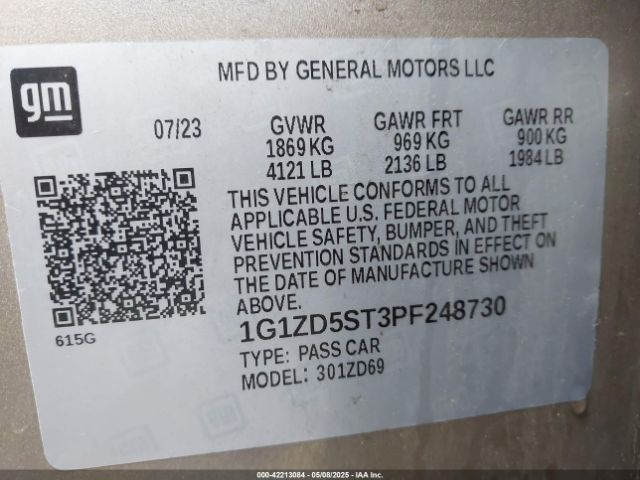 gm
MFD BY GENERAL MOTORS LLC
07/23
GVWR
1869 KG
4121 LB
GAWR FRT
969 KG
2136 LB
GAWR RR
900 KG
1984 LB
THIS VEHICLE CONFORMS TO ALL
APPLICABLE U.S. FEDERAL MOTOR
VEHICLE SAFETY, BUMPER, AND THEFT
PREVENTION STANDARDS IN EFFECT ON
THE DATE OF MANUFACTURE SHOWN
ABOVE.
615G
1G1ZD5ST3PF248730
TYPE: PASS CAR
MODEL: 301ZD69
000-42213084 - 05/08/2025 - IAA Inc.